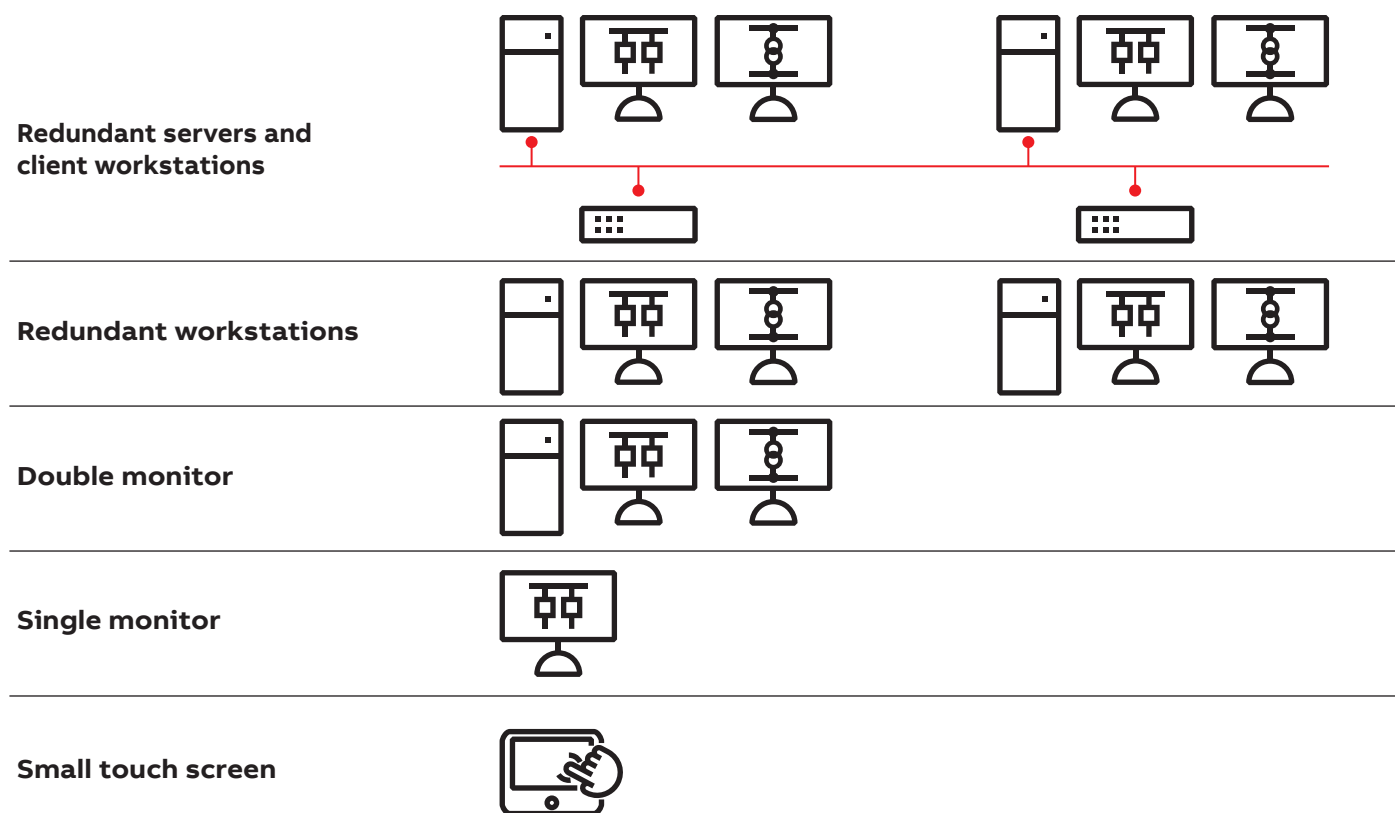 Redundant servers and
client workstations
Redundant workstations
Double monitor
Single monitor
Small touch screen